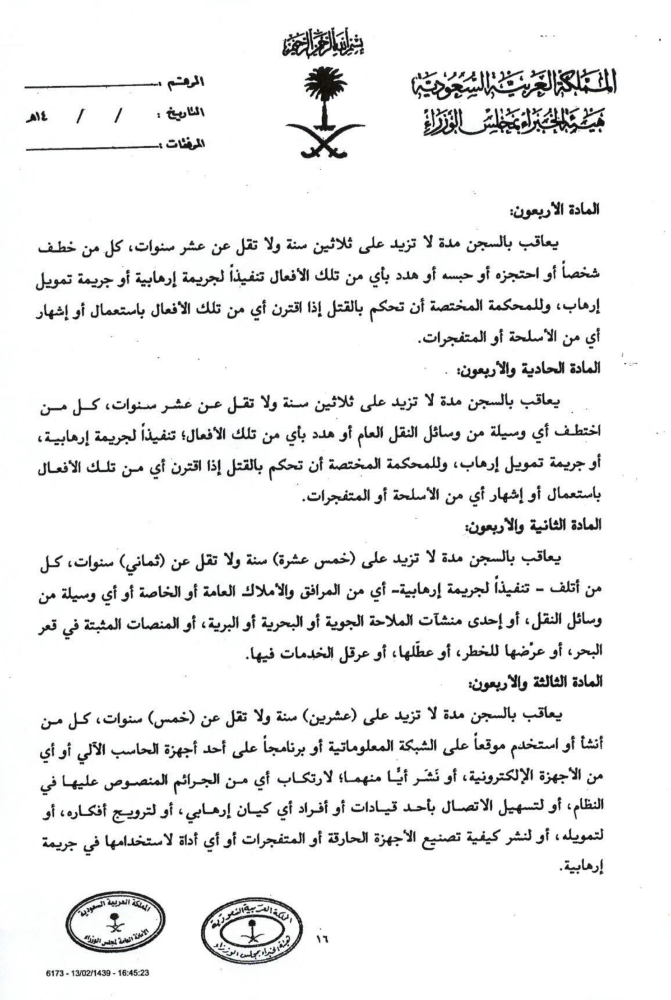 بسم الله الرحمن الرحيم
المملكة العربية السعودية
هيئة الخبراء بمجلس الوزراء
الرقم :
التاريخ : / / ١٤هـ
المرفقات :
المادة الأربعون:
يعاقب بالسجن مدة لا تزيد على ثلاثين سنة ولا تقل عن عشر سنوات، كل من خطف
شخصاً أو احتجزه أو حبسه أو هدد بأي من تلك الأفعال تنفيذاً لجريمة إرهابية أو جريمة تمويل
إرهاب، وللمحكمة المختصة أن تحكم بالقتل إذا اقترن أي من تلك الأفعال باستعمال أو إشهار
أي من الأسلحة أو المتفجرات.
المادة الحادية والأربعون:
يعاقب بالسجن مدة لا تزيد على ثلاثين سنة ولا تقل عن عشر سنوات، كل من
اختطف أي وسيلة من وسائل النقل العام أو هدد بأي من تلك الأفعال؛ تنفيذاً لجريمة إرهابية،
أو جريمة تمويل إرهاب، وللمحكمة المختصة أن تحكم بالقتل إذا اقترن أي من تلك الأفعال
باستعمال أو إشهار أي من الأسلحة أو المتفجرات.
المادة الثانية والأربعون:
يعاقب بالسجن مدة لا تزيد على (خمس عشرة) سنة ولا تقل عن (ثماني) سنوات، كل
من أتلف - تنفيذاً لجريمة إرهابية- أي من المرافق والأملاك العامة أو الخاصة أو أي وسيلة من
وسائل النقل، أو إحدى منشآت الملاحة الجوية أو البحرية أو البرية، أو المنصات المثبتة في قعر
البحر، أو عرّضها للخطر، أو عطّلها، أو عرقل الخدمات فيها.
المادة الثالثة والأربعون:
يعاقب بالسجن مدة لا تزيد على (عشرين) سنة ولا تقل عن (خمس) سنوات، كل من
أنشأ أو استخدم موقعاً على الشبكة المعلوماتية أو برنامجاً على أحد أجهزة الحاسب الآلي أو أي
من الأجهزة الإلكترونية، أو نَشَر أيًّا منهما؛ لارتكاب أي من الجرائم المنصوص عليها في
النظام، أو لتسهيل الاتصال بأحد قيادات أو أفراد أي كيان إرهابي، أو لترويج أفكاره، أو
لتمويله، أو لنشر كيفية تصنيع الأجهزة الحارقة أو المتفجرات أو أي أداة لاستخدامها في جريمة
إرهابية.
المملكة العربية السعودية
هيئة الخبراء بمجلس الوزراء
المملكة العربية السعودية
الأمانة العامة لمجلس الوزراء
١٦
6173 - 13/02/1439 - 16:45:23